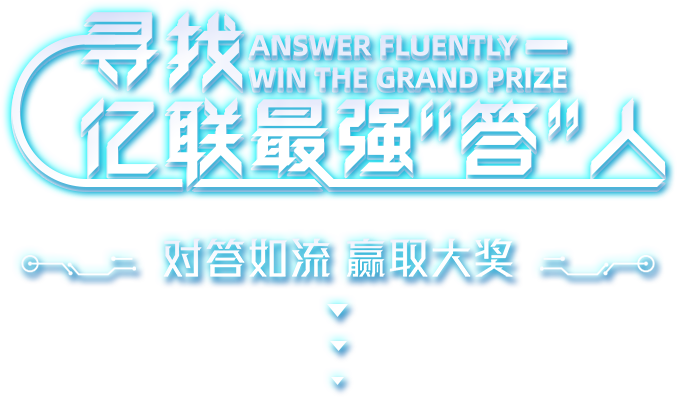 寻找
ANSWER FLUENTLY
WIN THE GRAND PRIZE
亿联最强“答”人
对答如流 赢取大奖